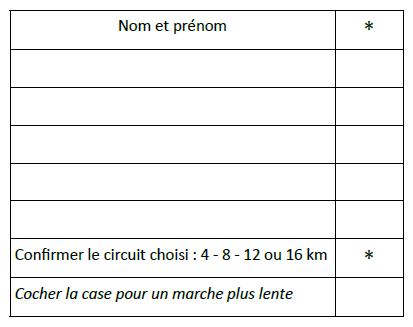 Nom et prénom *
Confirmer le circuit choisi : 4 - 8 - 12 ou 16 km *
Cocher la case pour un marche plus lente